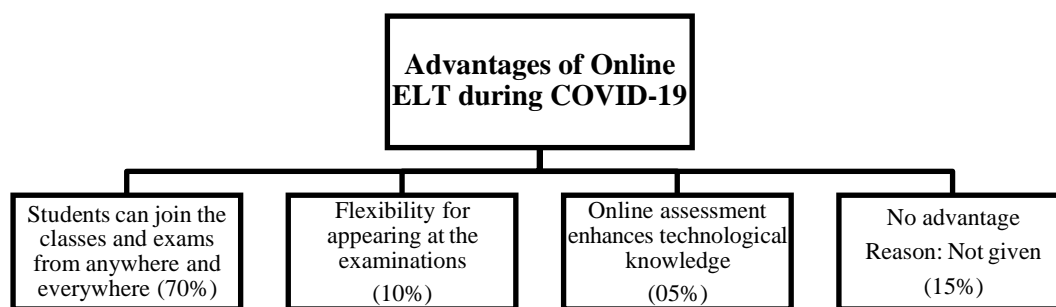 Advantages of Online
ELT during COVID-19
Students can join the
classes and exams
from anywhere and
everywhere (70%)
Flexibility for
appearing at the
examinations
(10%)
Online assessment
enhances technological
knowledge
(05%)
No advantage
Reason: Not given
(15%)